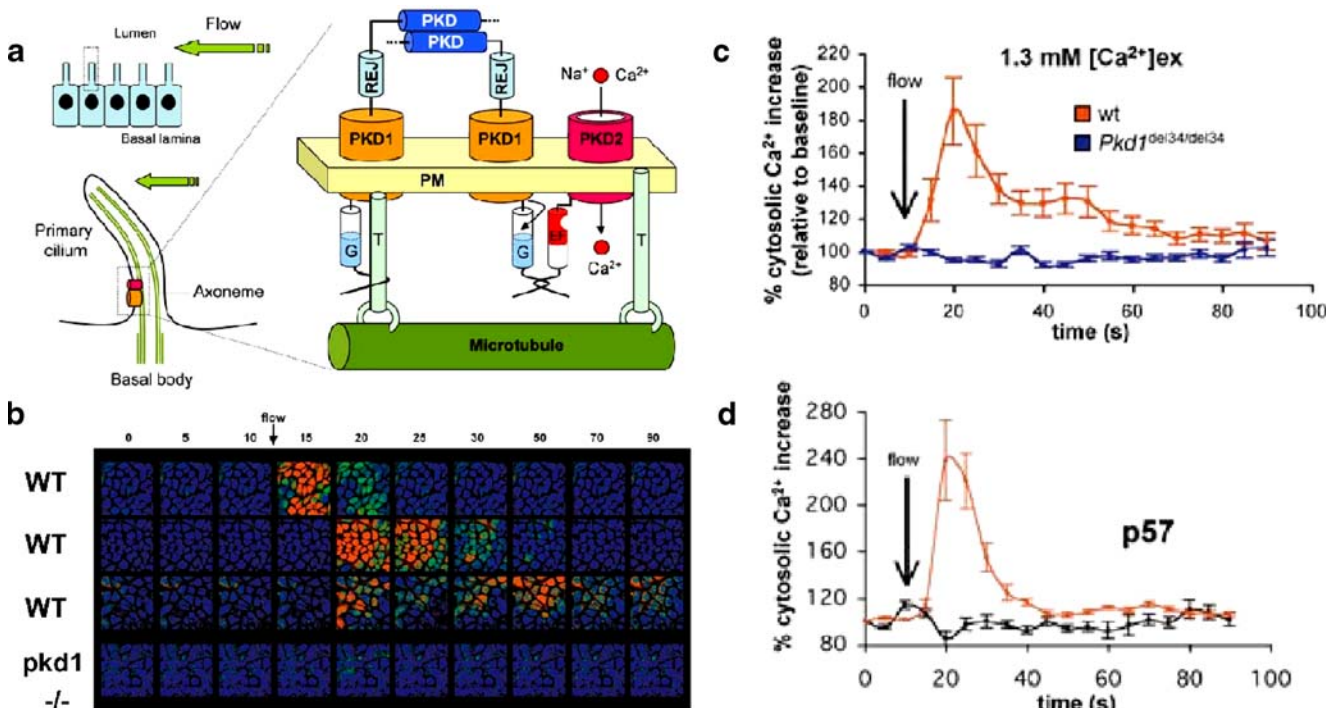 a
Lumen
Flow
Basal lamina
Primary
cilium
Axoneme
Basal body
PKD
PKD
REJ
REJ
Na⁺
Ca²⁺
PKD1
PKD1
PKD2
PM
G
T
G
EF
Ca²⁺
T
Microtubule
b
flow
0 5 10 15 20 25 30 50 70 90
WT
WT
WT
pkd1
-/-
c
1.3 mM [Ca²⁺]ex
flow
wt
Pkd1del34/del34
% cytosolic Ca²⁺ increase
(relative to baseline)
220
200
180
160
140
120
100
80
0 20 40 60 80 100
time (s)
d
flow
p57
% cytosolic Ca²⁺ increase
280
240
200
160
120
80
0 20 40 60 80 100
time (s)